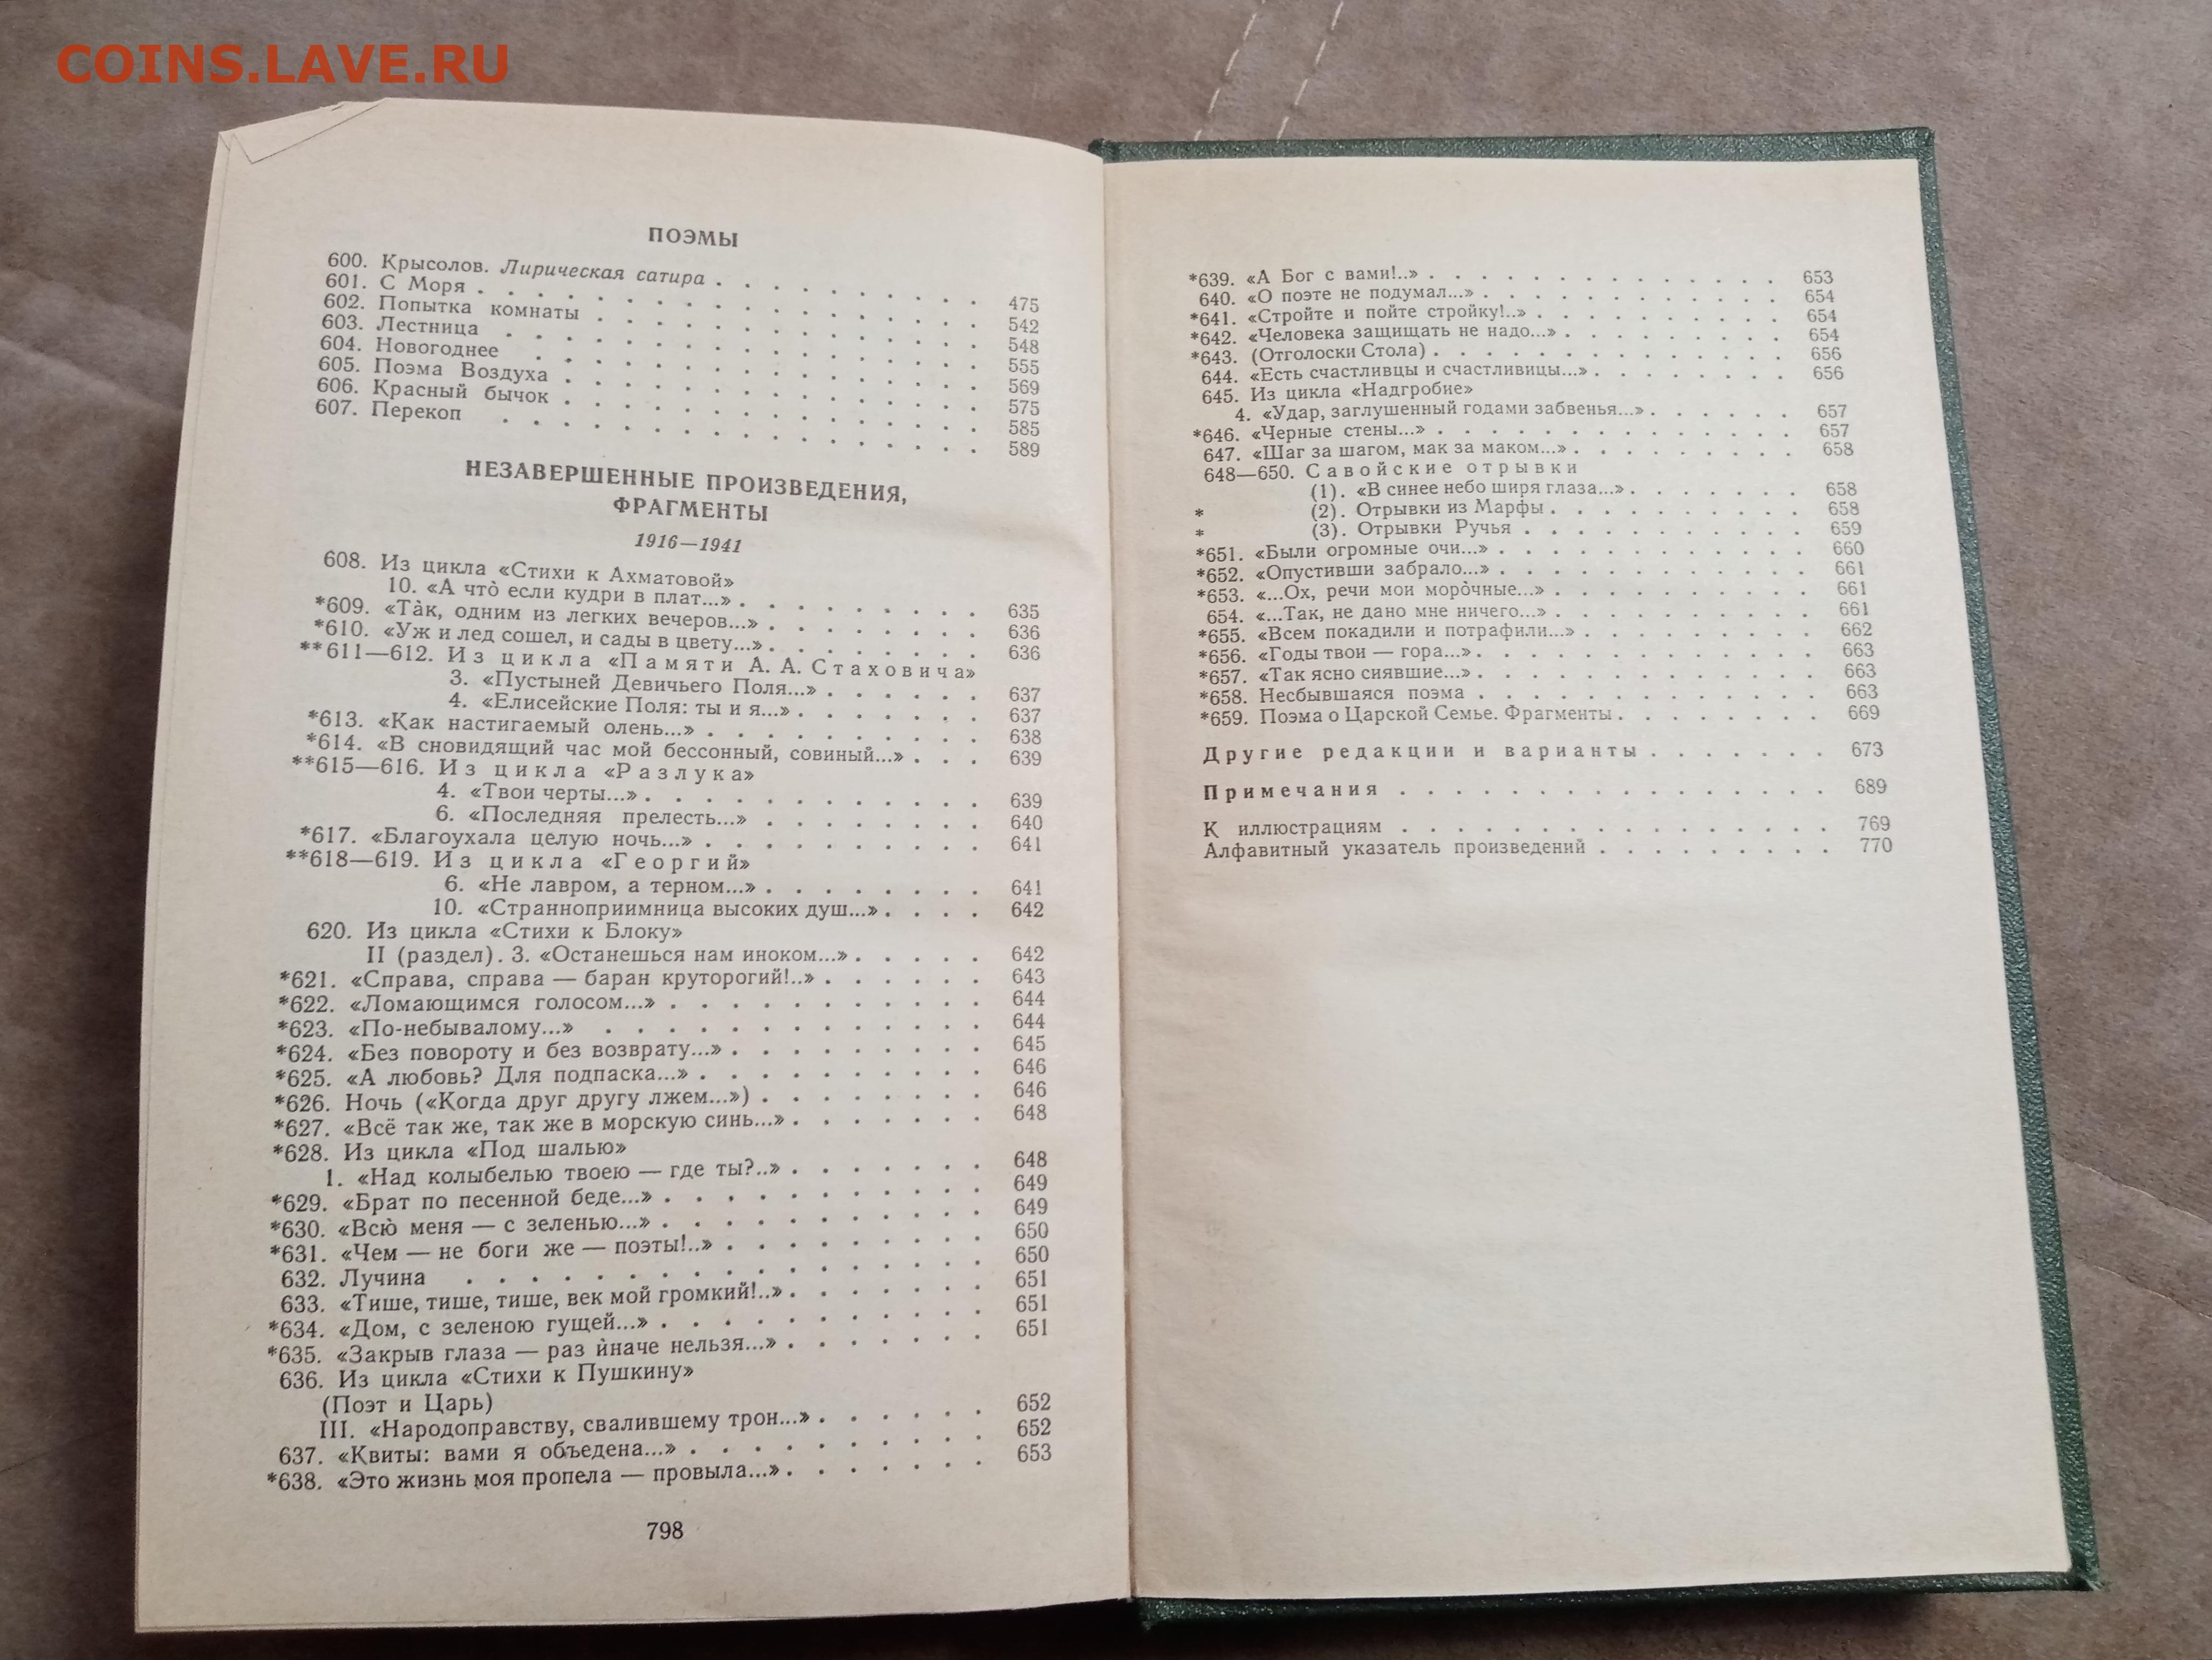 COINS.LAVE.RU
ПОЭМЫ
600. Крысолов. Лирическая сатира . . . . . . . . . 475
601. С Моря . . . . . . . . . . . . . . . . . 542
602. Попытка комнаты . . . . . . . . . . . . . 548
603. Лестница . . . . . . . . . . . . . . . . 555
604. Новогоднее . . . . . . . . . . . . . . . 569
605. Поэма Воздуха . . . . . . . . . . . . . . 575
606. Красный бычок . . . . . . . . . . . . . . 585
607. Перекоп . . . . . . . . . . . . . . . . 589
НЕЗАВЕРШЕННЫЕ ПРОИЗВЕДЕНИЯ,
ФРАГМЕНТЫ
1916—1941
608. Из цикла «Стихи к Ахматовой»
10. «А что̀ если кудри в плат...» . . . . . . . . 635
*609. «Та̀к, одним из легких вечеров...» . . . . . . . 636
*610. «Уж и лед сошел, и сады в цвету...» . . . . . . . 636
**611—612. Из цикла «Памяти А. А. Стаховича»
3. «Пустыней Девичьего Поля...» . . . . . 637
4. «Елисейские Поля: ты и я...» . . . . . . 637
*613. «Как настигаемый олень...» . . . . . . . . . 638
*614. «В сновидящий час мой бессонный, совиный...» . . . 639
**615—616. Из цикла «Разлука»
4. «Твои черты...» . . . . . . . . . . . 639
6. «Последняя прелесть...» . . . . . . . 640
*617. «Благоухала целую ночь...» . . . . . . . . . 641
**618—619. Из цикла «Георгий»
6. «Не лавром, а терном...» . . . . . . . 641
10. «Странноприимница высоких душ...» . . . . 642
620. Из цикла «Стихи к Блоку»
II (раздел). 3. «Останешься нам иноком...» . . . . . 642
*621. «Справа, справа — баран круторогий!..» . . . . . . 643
*622. «Ломающимся голосом...» . . . . . . . . . . 644
*623. «По-небывалому...» . . . . . . . . . . . . 644
*624. «Без повороту и без возврату...» . . . . . . . . 645
*625. «А любовь? Для подпаска...» . . . . . . . . . 646
*626. Ночь («Когда друг другу лжем...») . . . . . . . 646
*627. «Всё так же, так же в морскую синь...» . . . . . . . 648
*628. Из цикла «Под шалью»
1. «Над колыбелью твоею — где ты?..» . . . . . . . 648
*629. «Брат по песенной беде...» . . . . . . . . . . . 649
*630. «Всю̀ меня — с зеленью...» . . . . . . . . . . . 649
*631. «Чем — не боги же — поэты!..» . . . . . . . . . 650
632. Лучина . . . . . . . . . . . . . . . . . 650
633. «Тише, тише, тише, век мой громкий!..» . . . . . . . 651
*634. «Дом, с зеленою гущей...» . . . . . . . . . . . 651
*635. «Закрыв глаза — раз ѝначе нельзя...» . . . . . . . 651
636. Из цикла «Стихи к Пушкину»
(Поэт и Царь)
III. «Народоправству, свалившему трон...» . . . . . . 652
637. «Квиты: вами я объедена...» . . . . . . . . . . 652
*638. «Это жизнь моя пропела — провыла...» . . . . . . . 653
798
*639. «А Бог с вами!..» . . . . . . . . . . . . 653
640. «О поэте не подумал...» . . . . . . . . . . . 654
*641. «Стройте и пойте стройку!..» . . . . . . . . . 654
*642. «Человека защищать не надо...» . . . . . . . . 654
*643. (Отголоски Стола) . . . . . . . . . . . . 656
644. «Есть счастливцы и счастливицы...» . . . . . . . 656
645. Из цикла «Надгробие»
4. «Удар, заглушенный годами забвенья...» . . . . . . 657
*646. «Черные стены...» . . . . . . . . . . . . . 657
647. «Шаг за шагом, мак за маком...» . . . . . . . . . 658
648—650. Савойские отрывки
(1). «В синее небо ширя глаза...» . . . . . . . 658
* (2). Отрывки из Марфы . . . . . . . . . . 658
* (3). Отрывки Ручья . . . . . . . . . . . 659
*651. «Были огромные очи...» . . . . . . . . . . . 660
*652. «Опустивши забрало...» . . . . . . . . . . . 661
*653. «...Ох, речи мои моро̀чные...» . . . . . . . . . 661
654. «...Так, не дано мне ничего...» . . . . . . . . . 661
*655. «Всем покадили и потрафили...» . . . . . . . . 662
*656. «Годы твои — гора...» . . . . . . . . . . . . 663
*657. «Так ясно сиявшие...» . . . . . . . . . . . . 663
*658. Несбывшаяся поэма . . . . . . . . . . . . 663
*659. Поэма о Царской Семье. Фрагменты . . . . . . . . 669
Другие редакции и варианты . . . . . . . 673
Примечания . . . . . . . . . . . . . . . . 689
К иллюстрациям . . . . . . . . . . . . . . . . 769
Алфавитный указатель произведений . . . . . . . . . 770